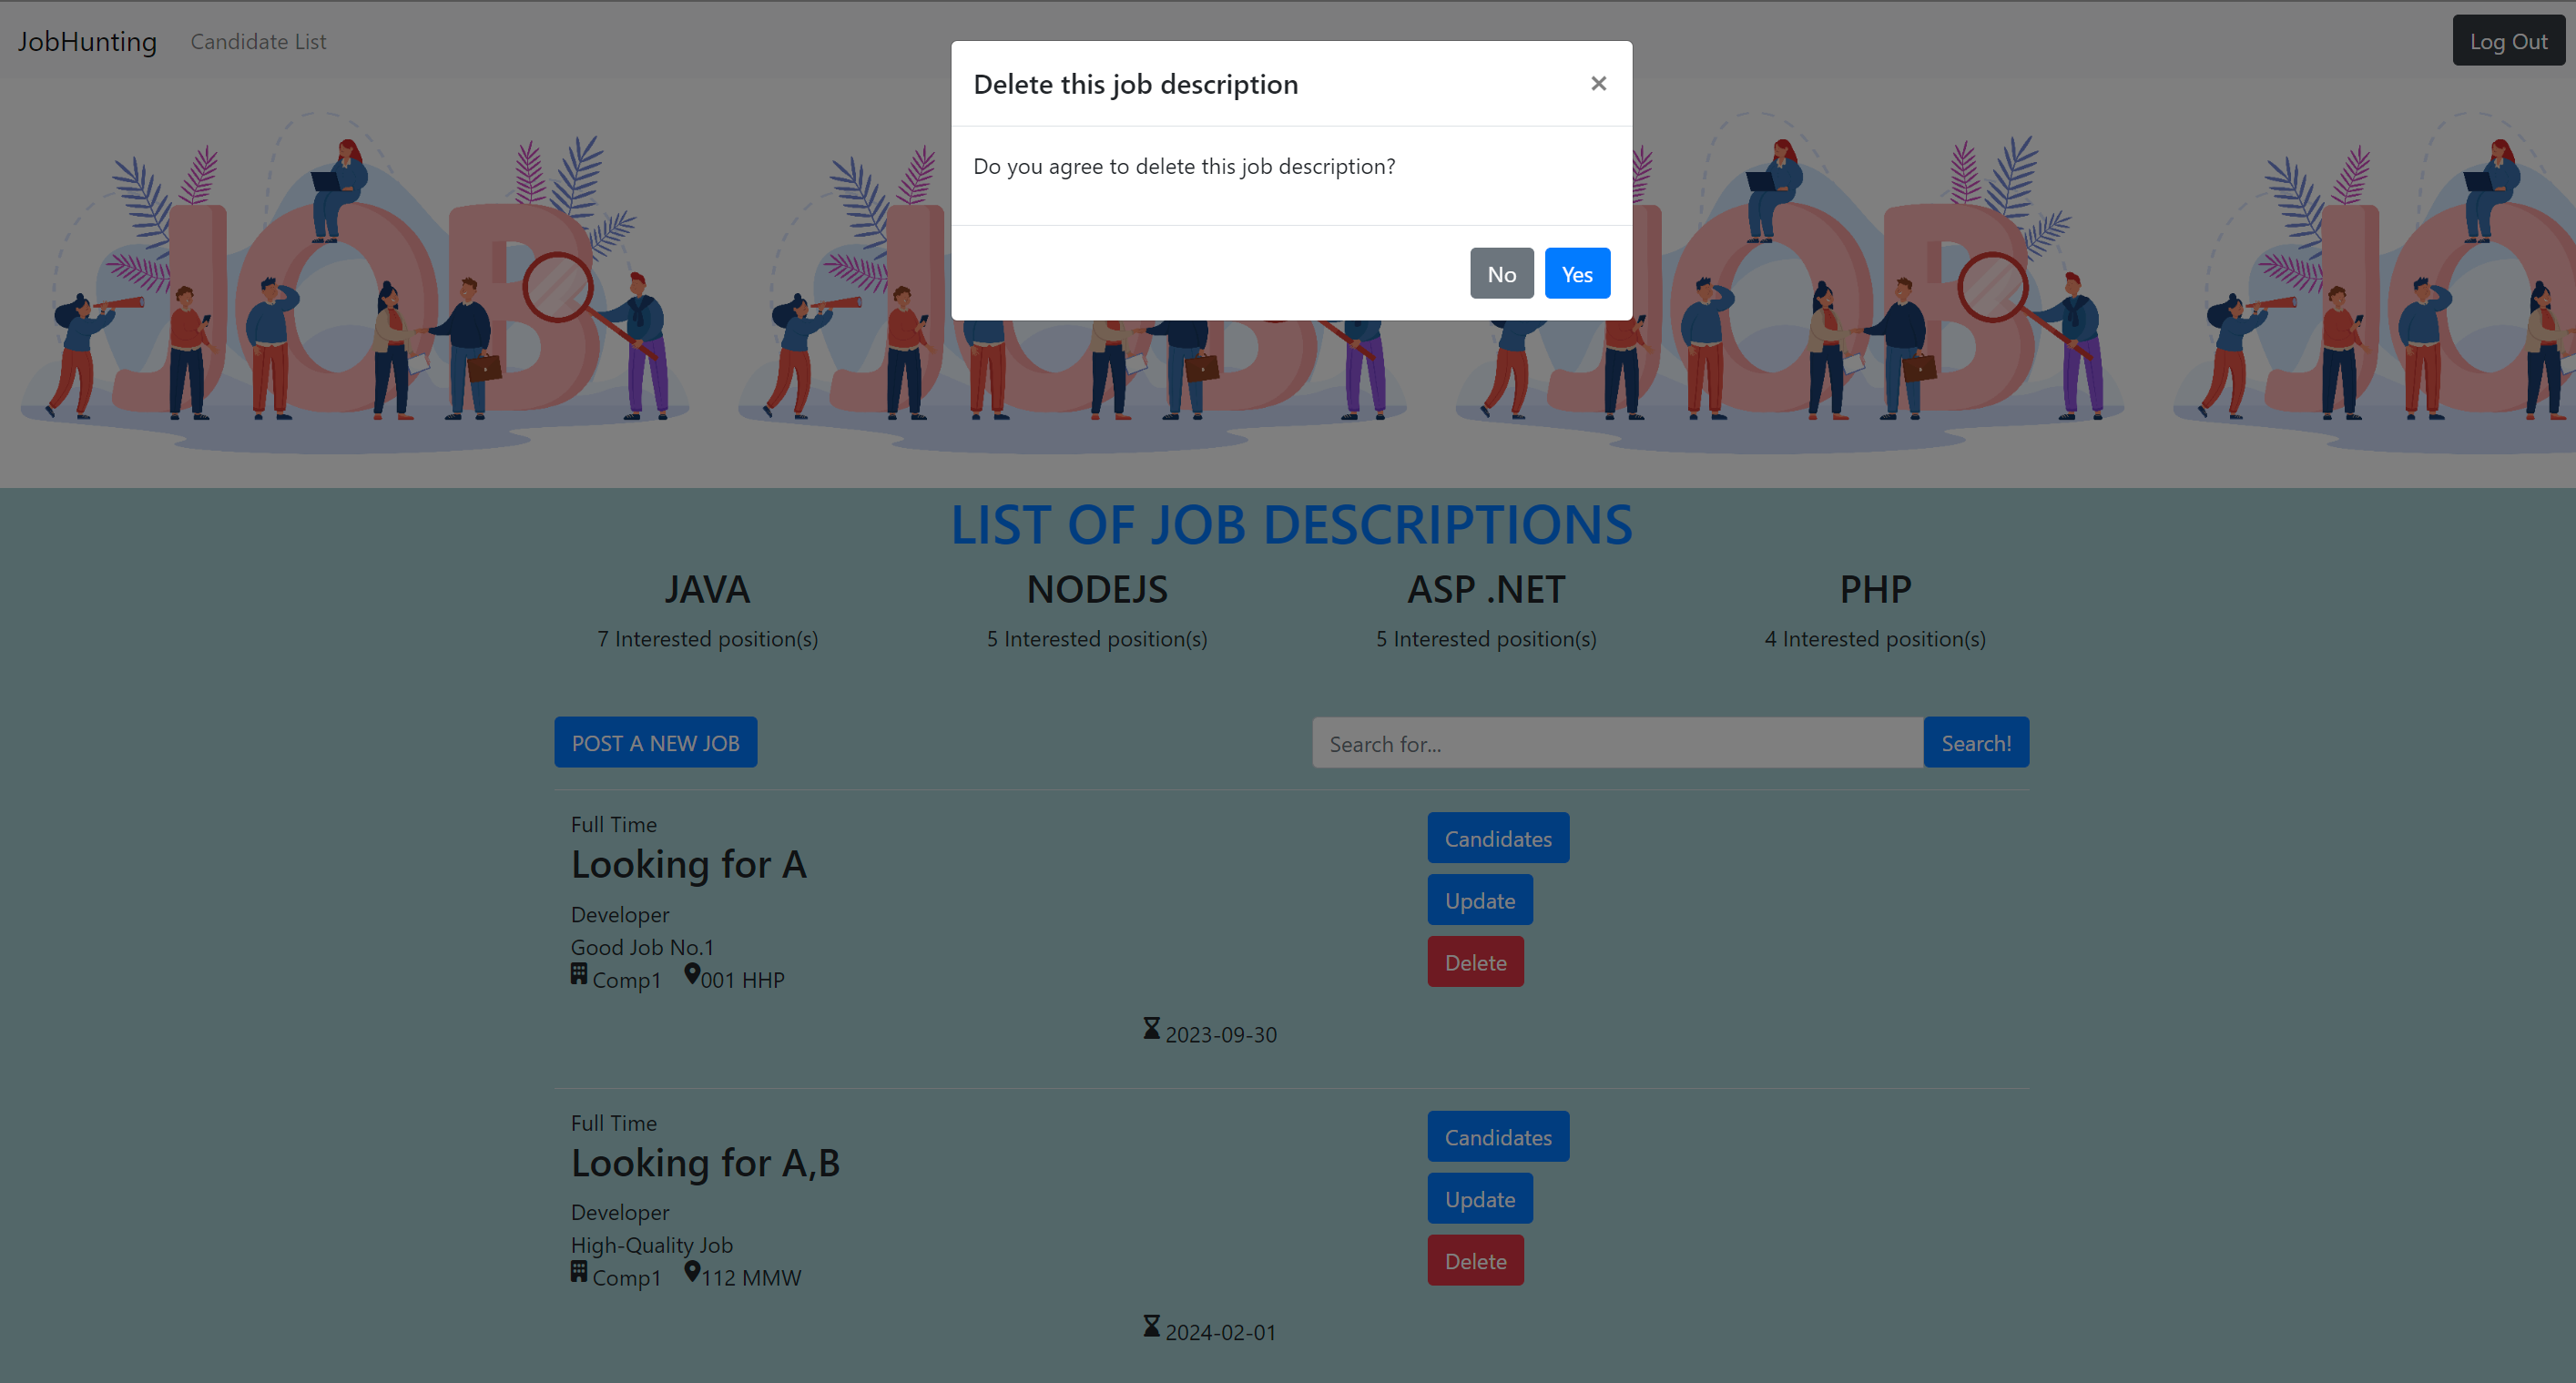 JobHunting Candidate List Log Out
Delete this job description ×
Do you agree to delete this job description?
No Yes
JOB JOB JOB JO
LIST OF JOB DESCRIPTIONS
JAVA NODEJS ASP .NET PHP
7 Interested position(s) 5 Interested position(s) 5 Interested position(s) 4 Interested position(s)
POST A NEW JOB Search for... Search!
Full Time
Looking for A
Developer
Good Job No.1
Comp1 001 HHP
Candidates
Update
Delete
2023-09-30
Full Time
Looking for A,B
Developer
High-Quality Job
Comp1 112 MMW
Candidates
Update
Delete
2024-02-01